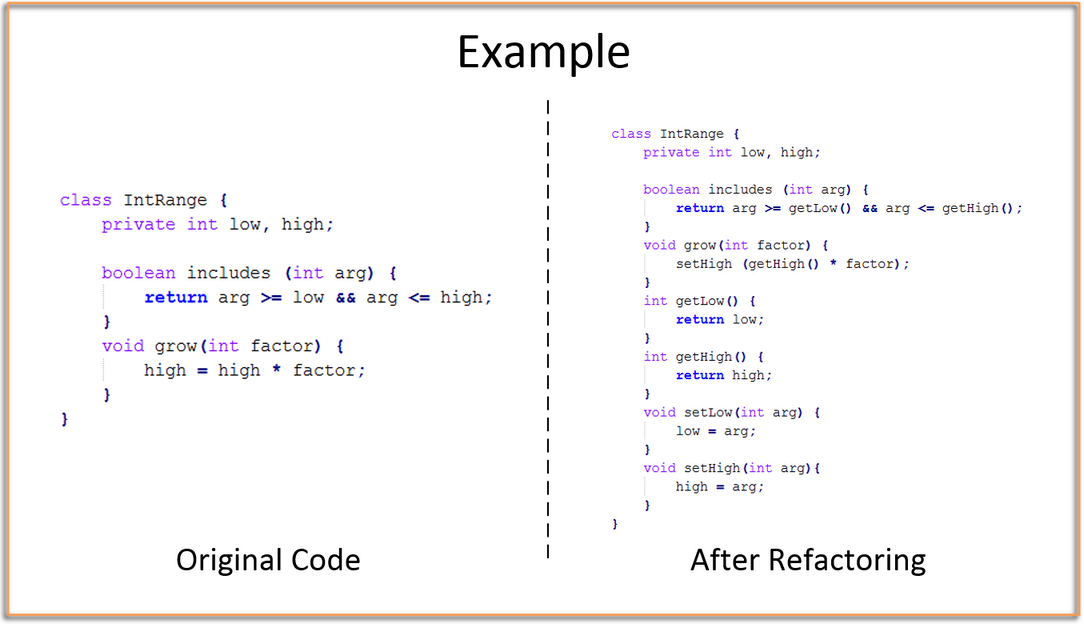 Example
class IntRange {
    private int low, high;

    boolean includes (int arg) {
        return arg >= low && arg <= high;
    }
    void grow(int factor) {
        high = high * factor;
    }
}
Original Code
class IntRange {
    private int low, high;

    boolean includes (int arg) {
        return arg >= getLow() && arg <= getHigh();
    }
    void grow(int factor) {
        setHigh (getHigh() * factor);
    }
    int getLow() {
        return low;
    }
    int getHigh() {
        return high;
    }
    void setLow(int arg) {
        low = arg;
    }
    void setHigh(int arg){
        high = arg;
    }
}
After Refactoring